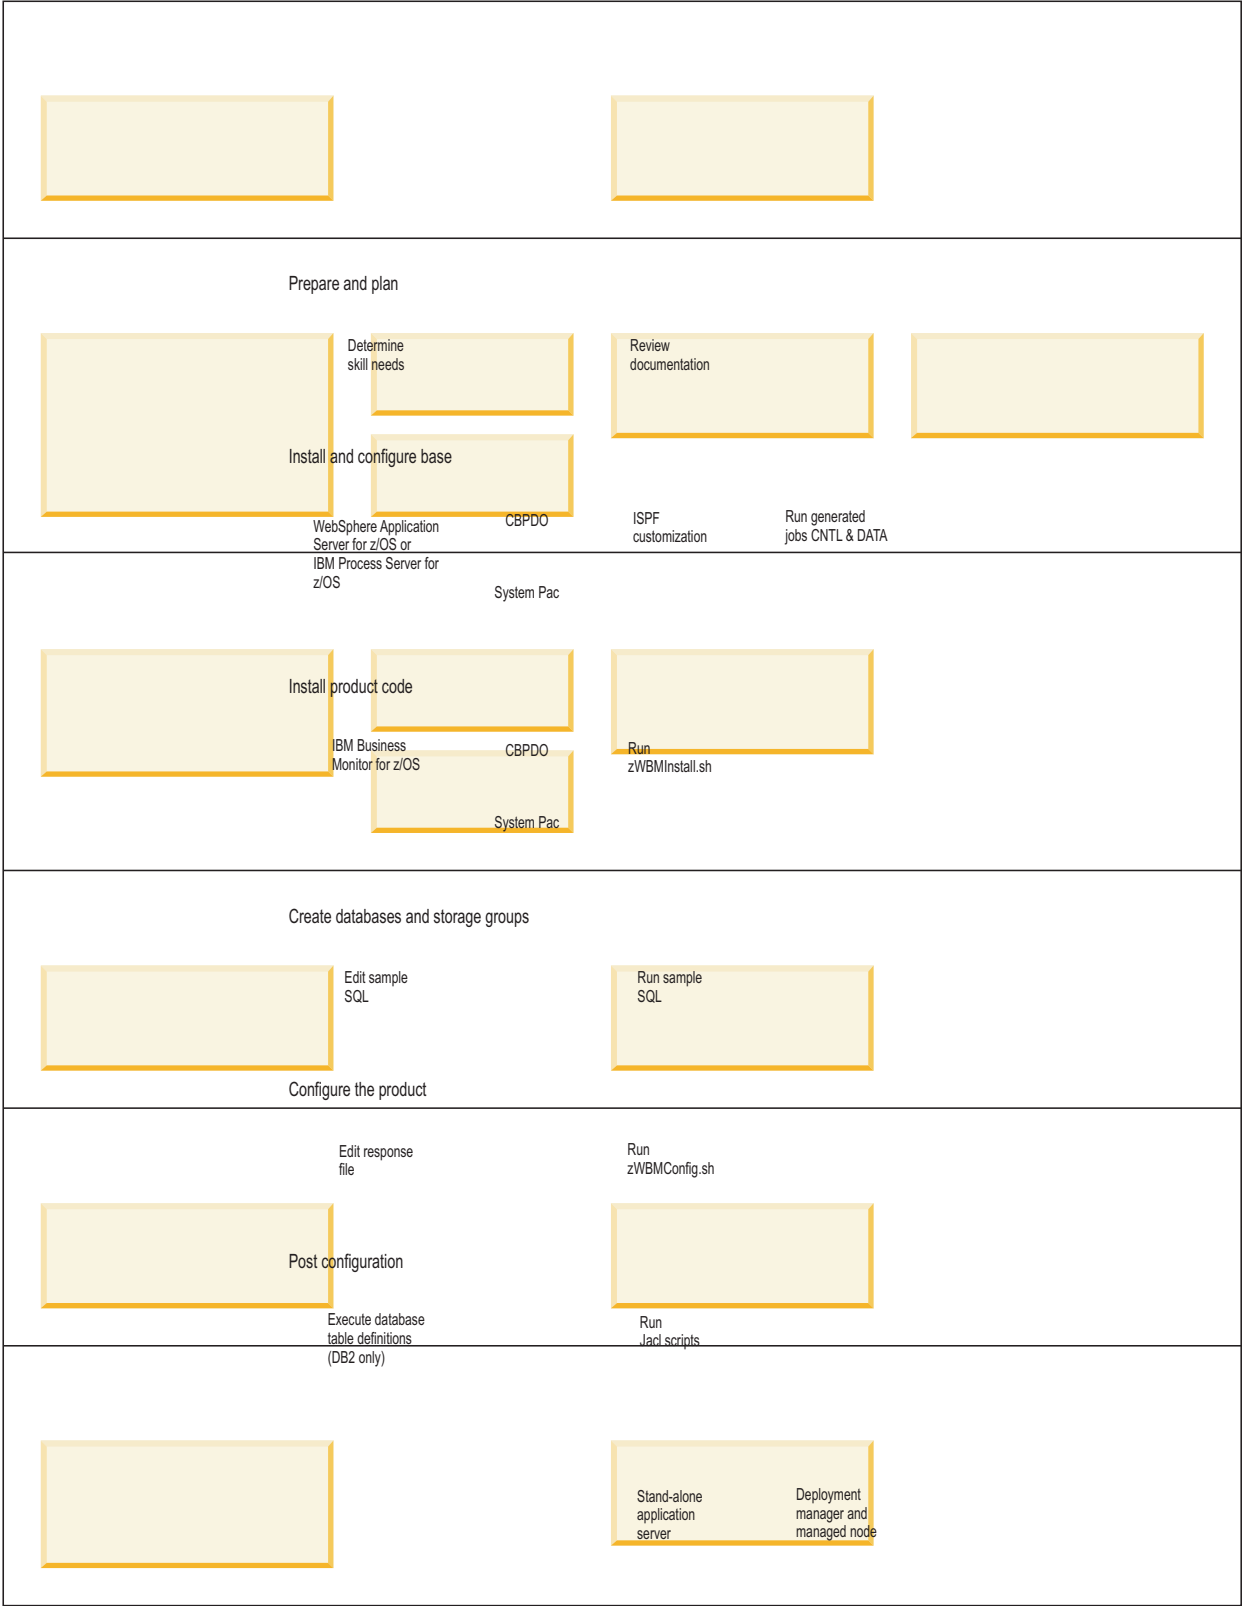 Prepare and plan
Determine
skill needs
Review
documentation
Install and configure base
WebSphere Application
Server for z/OS or
IBM Process Server for
z/OS
CBPDO
System Pac
ISPF
customization
Run generated
jobs CNTL & DATA
Install product code
IBM Business
Monitor for z/OS
CBPDO
System Pac
Run
zWBMInstall.sh
Create databases and storage groups
Edit sample
SQL
Run sample
SQL
Configure the product
Edit response
file
Run
zWBMConfig.sh
Post configuration
Execute database
table definitions
(DB2 only)
Run
Jacl scripts
Stand-alone
application
server
Deployment
manager and
managed node